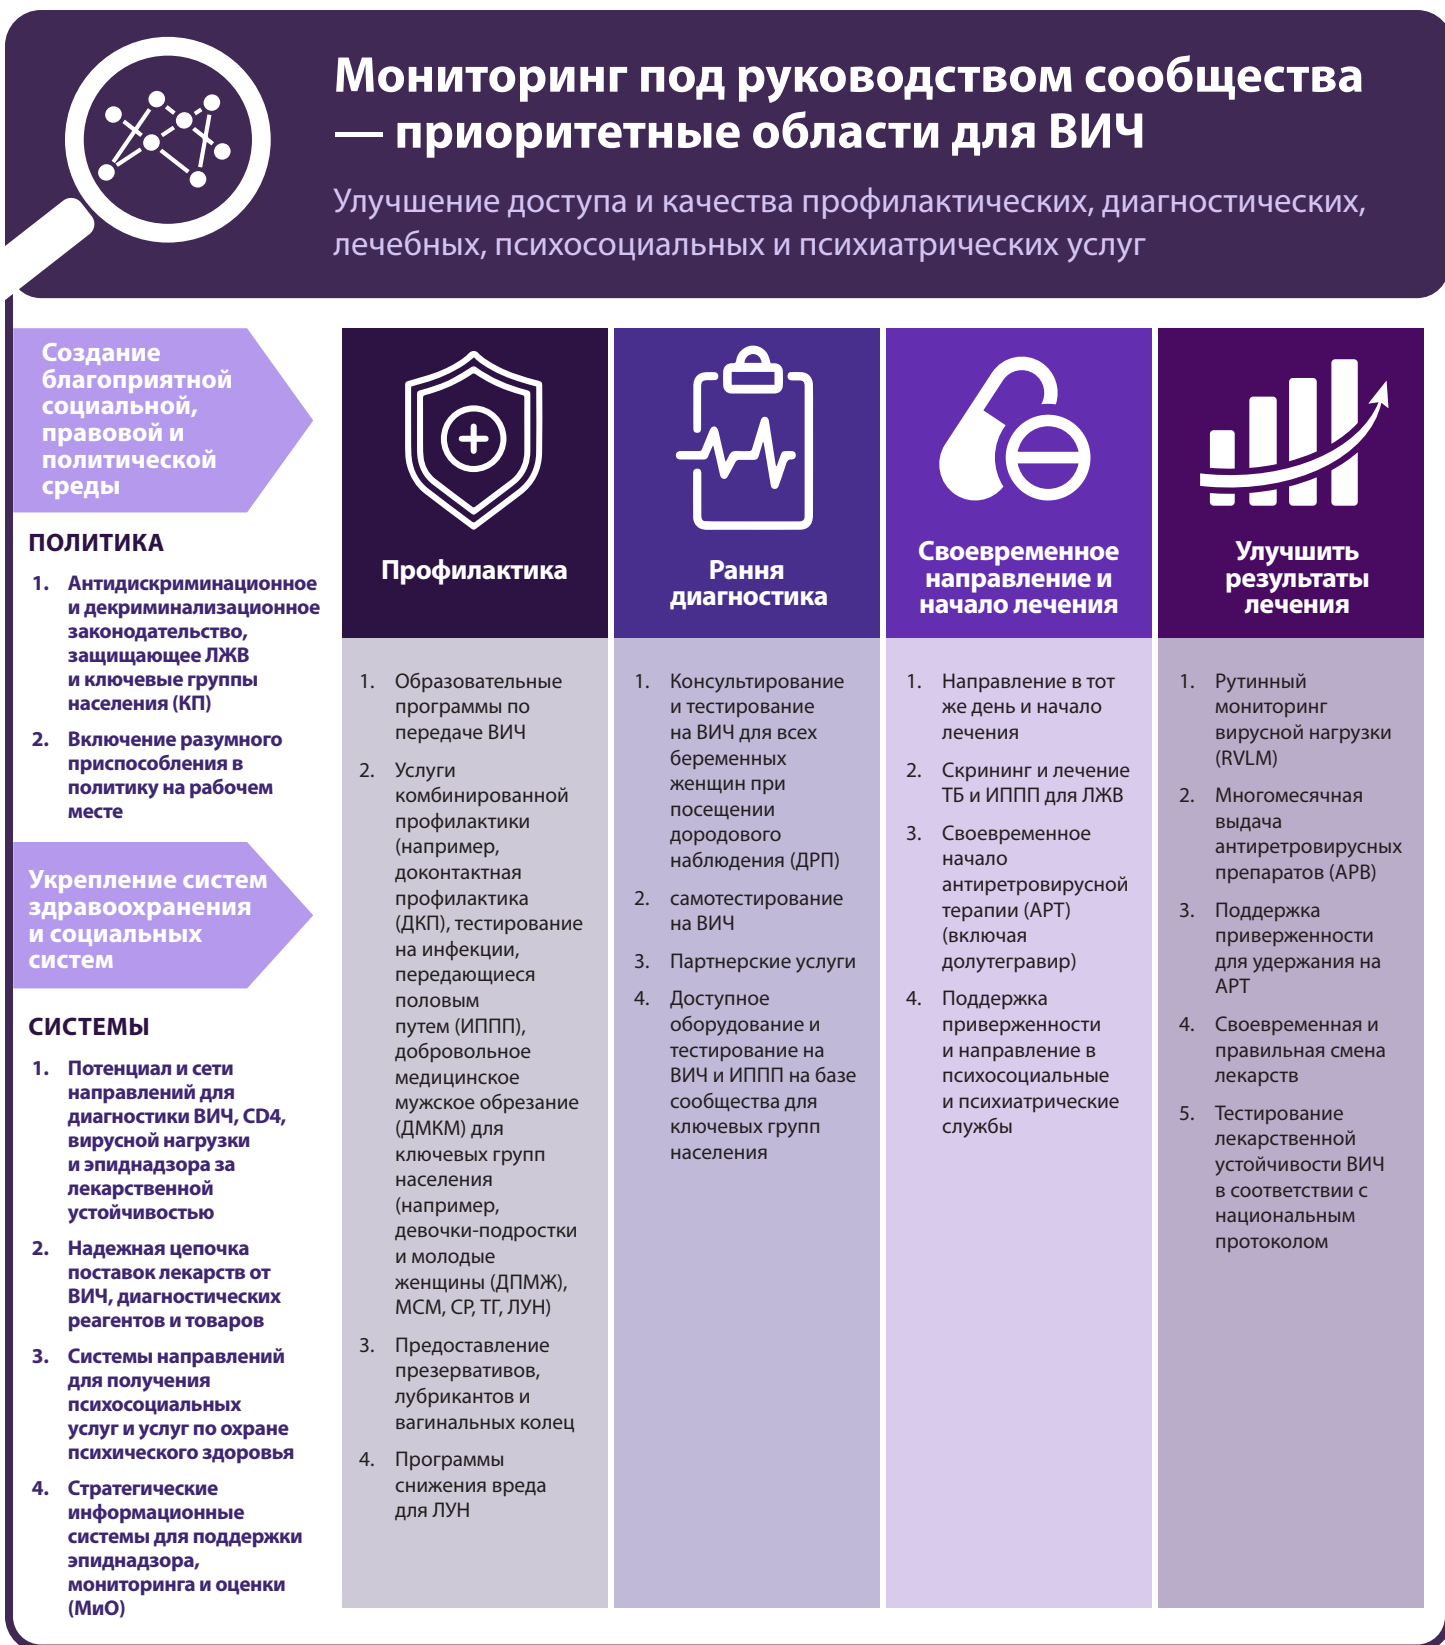 Мониторинг под руководством сообщества
— приоритетные области для ВИЧ
Улучшение доступа и качества профилактических, диагностических,
лечебных, психосоциальных и психиатрических услуг
Создание
благоприятной
социальной,
правовой и
политической
среды
ПОЛИТИКА
1. Антидискриминационное
и декриминализационное
законодательство,
защищающее ЛЖВ
и ключевые группы
населения (КП)
2. Включение разумного
приспособления в
политику на рабочем
месте
Укрепление систем
здравоохранения
и социальных
систем
СИСТЕМЫ
1. Потенциал и сети
направлений для
диагностики ВИЧ, CD4,
вирусной нагрузки
и эпиднадзора за
лекарственной
устойчивостью
2. Надежная цепочка
поставок лекарств от
ВИЧ, диагностических
реагентов и товаров
3. Системы направлений
для получения
психосоциальных
услуг и услуг по охране
психического здоровья
4. Стратегические
информационные
системы для поддержки
эпиднадзора,
мониторинга и оценки
(МиО)
Профилактика
1. Образовательные
программы по
передаче ВИЧ
2. Услуги
комбинированной
профилактики
(например,
доконтактная
профилактика
(ДКП), тестирование
на инфекции,
передающиеся
половым
путем (ИППП),
добровольное
медицинское
мужское обрезание
(ДМКМ) для
ключевых групп
населения
(например,
девочки-подростки
и молодые
женщины (ДПМЖ),
МСМ, СР, ТГ, ЛУН)
3. Предоставление
презервативов,
лубрикантов и
вагинальных колец
4. Программы
снижения вреда
для ЛУН
Рання
диагностика
1. Консультирование
и тестирование
на ВИЧ для всех
беременных
женщин при
посещении
дородового
наблюдения (ДРП)
2. самотестирование
на ВИЧ
3. Партнерские услуги
4. Доступное
оборудование и
тестирование на
ВИЧ и ИППП на базе
сообщества для
ключевых групп
населения
Своевременное
направление и
начало лечения
1. Направление в тот
же день и начало
лечения
2. Скрининг и лечение
ТБ и ИППП для ЛЖВ
3. Своевременное
начало
антиретровирусной
терапии (АРТ)
(включая
долутегравир)
4. Поддержка
приверженности
и направление в
психосоциальные
и психиатрические
службы
Улучшить
результаты
лечения
1. Рутинный
мониторинг
вирусной нагрузки
(RVLM)
2. Многомесячная
выдача
антиретровирусных
препаратов (АРВ)
3. Поддержка
приверженности
для удержания на
АРТ
4. Своевременная и
правильная смена
лекарств
5. Тестирование
лекарственной
устойчивости ВИЧ
в соответствии с
национальным
протоколом